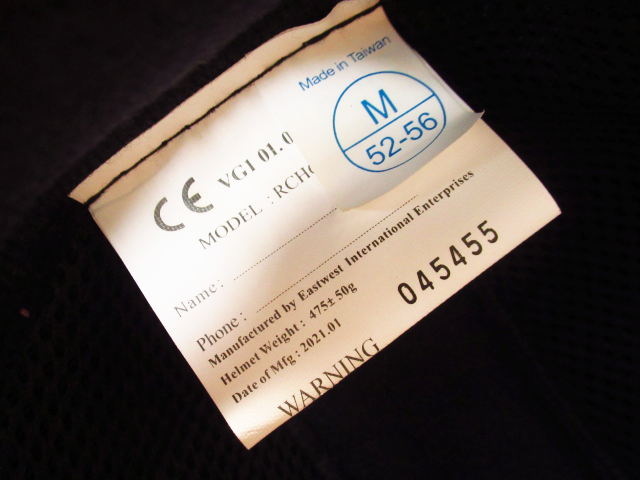 Made in Taiwan
M
52-56
CE VG1 01.0
MODEL : RCH
Name:
Phone:
Manufactured by Eastwest International Enterprises
Helmet Weight : 475± 50g
Date of Mfg : 2021.01
045455
WARNING